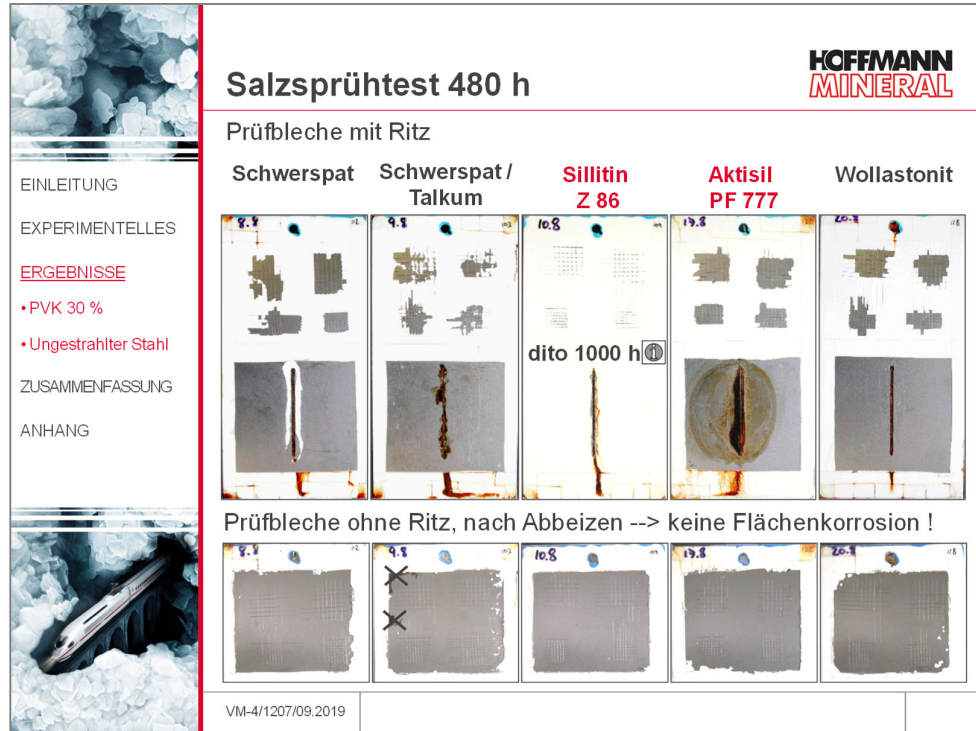 HOFFMANN
MINERAL
Salzsprühtest 480 h
Prüfbleche mit Ritz
EINLEITUNG
EXPERIMENTELLES
ERGEBNISSE
• PVK 30 %
• Ungestrahlter Stahl
ZUSAMMENFASSUNG
ANHANG
Schwerspat
Schwerspat /
Talkum
Sillitin
Z 86
Aktisil
PF 777
Wollastonit
8.8
9.8
10.8
17.8
20.8
dito 1000 h
Prüfbleche ohne Ritz, nach Abbeizen --> keine Flächenkorrosion !
8.8
9.8
10.8
17.8
20.8
VM-4/1207/09.2019